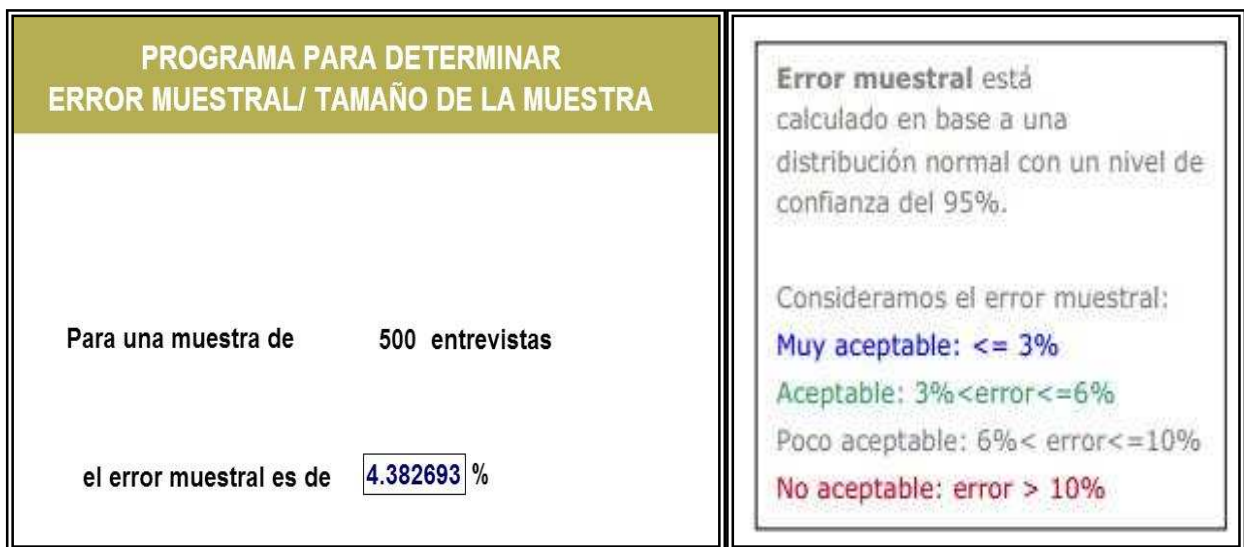 PROGRAMA PARA DETERMINAR
ERROR MUESTRAL/ TAMAÑO DE LA MUESTRA
Para una muestra de 500 entrevistas
el error muestral es de 4.382693 %
Error muestral está
calculado en base a una
distribución normal con un nivel de
confianza del 95%.
Consideramos el error muestral:
Muy aceptable: <= 3%
Aceptable: 3%<error<=6%
Poco aceptable: 6%< error<=10%
No aceptable: error > 10%